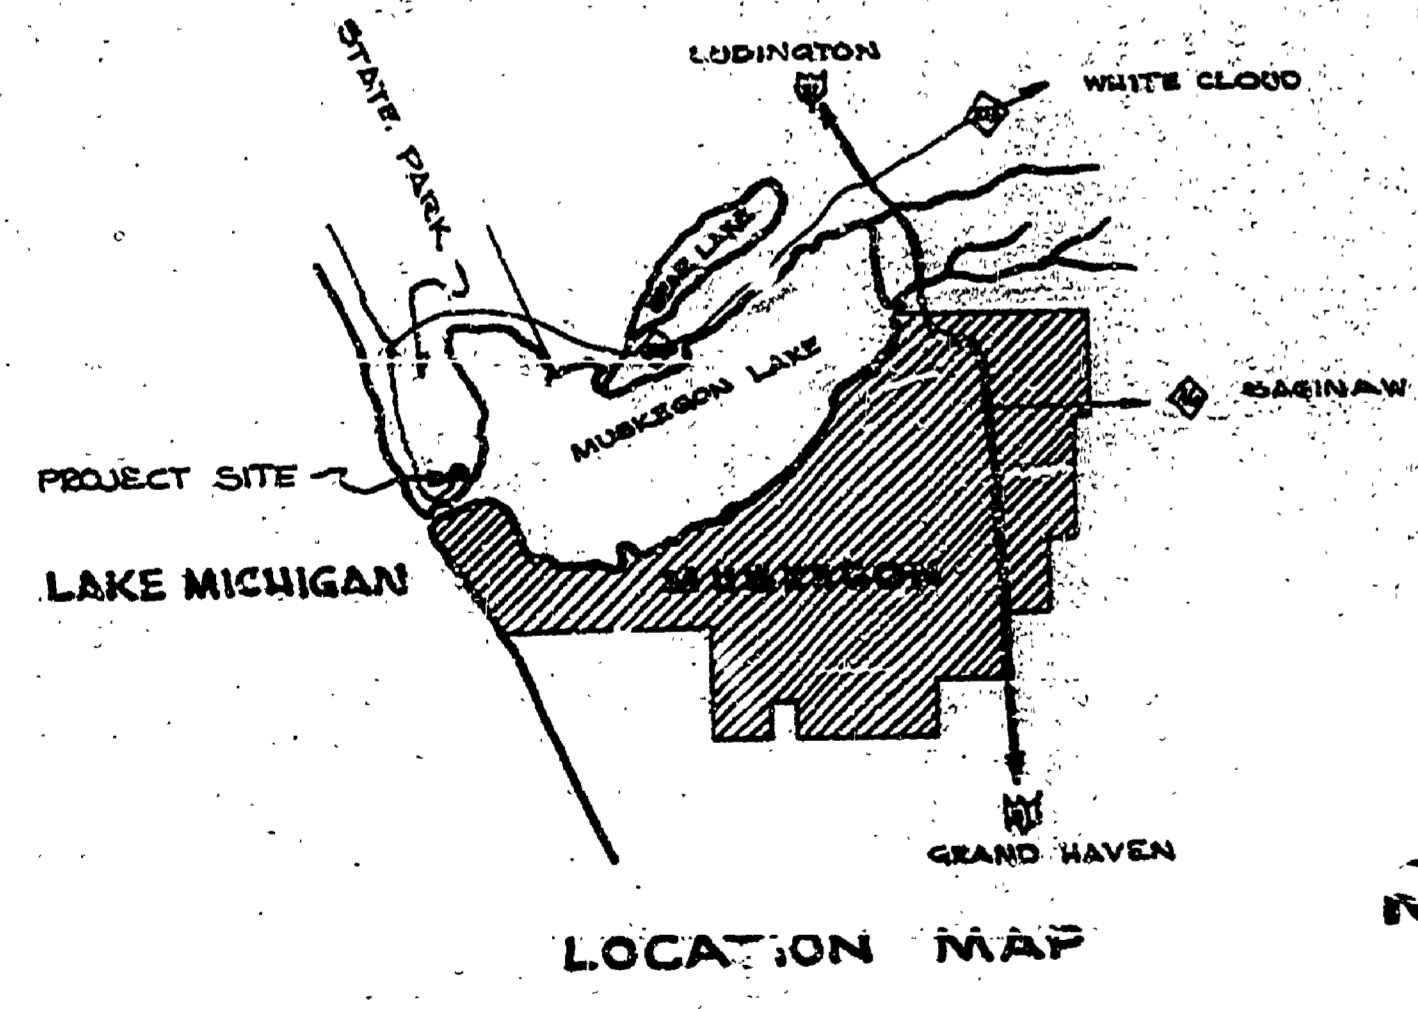 STATE PARK
LUDINGTON
WHITE CLOUD
BEAR LAKE
MUSKEGON LAKE
SAGINAW
PROJECT SITE
LAKE MICHIGAN
MUSKEGON
GRAND HAVEN
LOCATION MAP